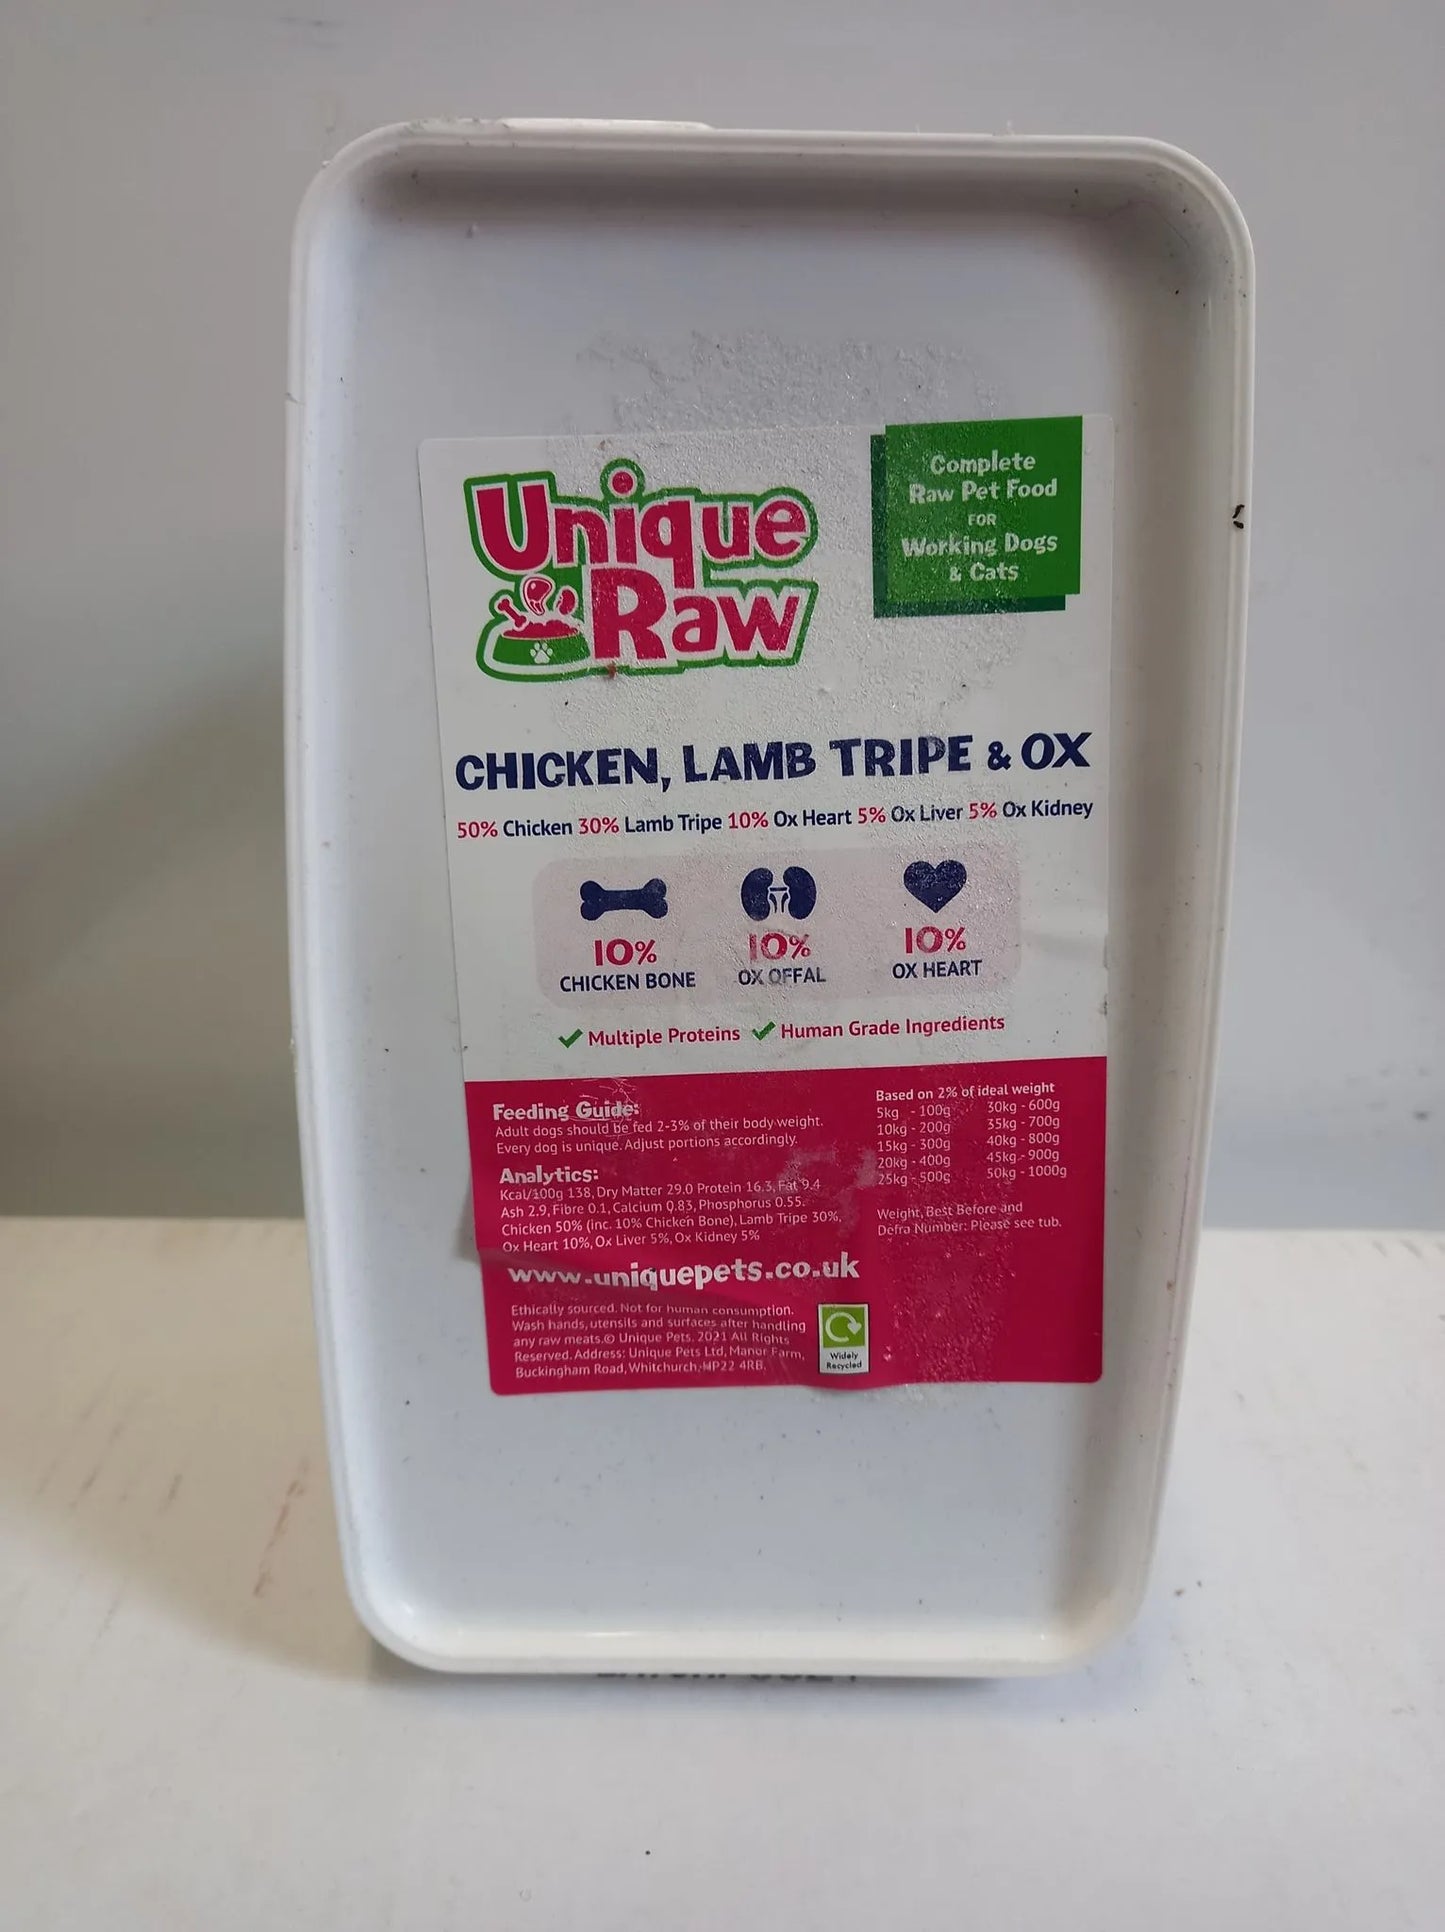 Unique
Raw
Complete
Raw Pet Food
FOR
Working Dogs
& Cats
CHICKEN, LAMB TRIPE & OX
50% Chicken 30% Lamb Tripe 10% Ox Heart 5% Ox Liver 5% Ox Kidney
10%
CHICKEN BONE
10%
OX OFFAL
10%
OX HEART
Multiple Proteins
Human Grade Ingredients
Feeding Guide:
Adult dogs should be fed 2-3% of their body weight.
Every dog is unique. Adjust portions accordingly.
Analytics:
Kcal/100g 138, Dry Matter 29.0 Protein 16.3, Fat 9.4
Ash 2.9, Fibre 0.1, Calcium 0.83, Phosphorus 0.55.
Chicken 50% (inc. 10% Chicken Bone), Lamb Tripe 30%,
Ox Heart 10%, Ox Liver 5%, Ox Kidney 5%
Based on 2% of ideal weight
5kg - 100g 30kg - 600g
10kg - 200g 35kg - 700g
15kg - 300g 40kg - 800g
20kg - 400g 45kg - 900g
25kg - 500g 50kg - 1000g
Weight, Best Before and
Defra Number: Please see tub.
www.uniquepets.co.uk
Ethically sourced. Not for human consumption.
Wash hands, utensils and surfaces after handling
any raw meats.© Unique Pets. 2021 All Rights
Reserved. Address: Unique Pets Ltd, Manor Farm,
Buckingham Road, Whitchurch, HP22 4RB.
Widely
Recycled